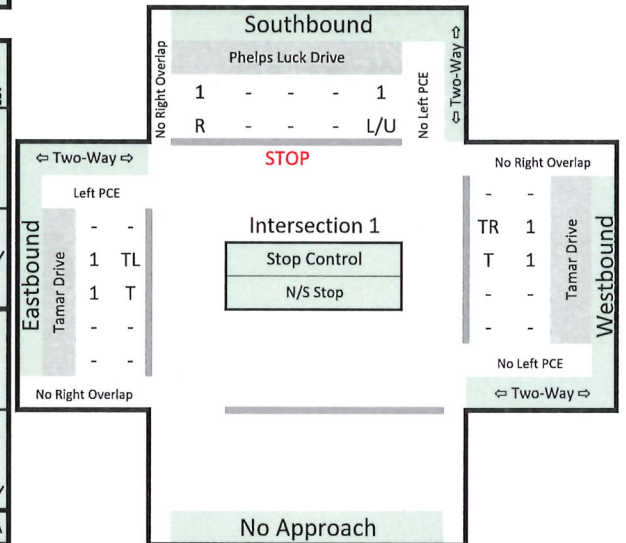 Southbound
Phelps Luck Drive
No Right Overlap
1 - - - 1
R - - - L/U
No Left PCE
⇦ Two-Way ⇨
STOP
⇦ Two-Way ⇨
Left PCE
Eastbound
Tamar Drive
- -
1 TL
1 T
- -
- -
No Right Overlap
Intersection 1
Stop Control
N/S Stop
No Right Overlap
- -
TR 1
T 1
- -
- -
Tamar Drive
Westbound
No Left PCE
⇦ Two-Way ⇨
No Approach